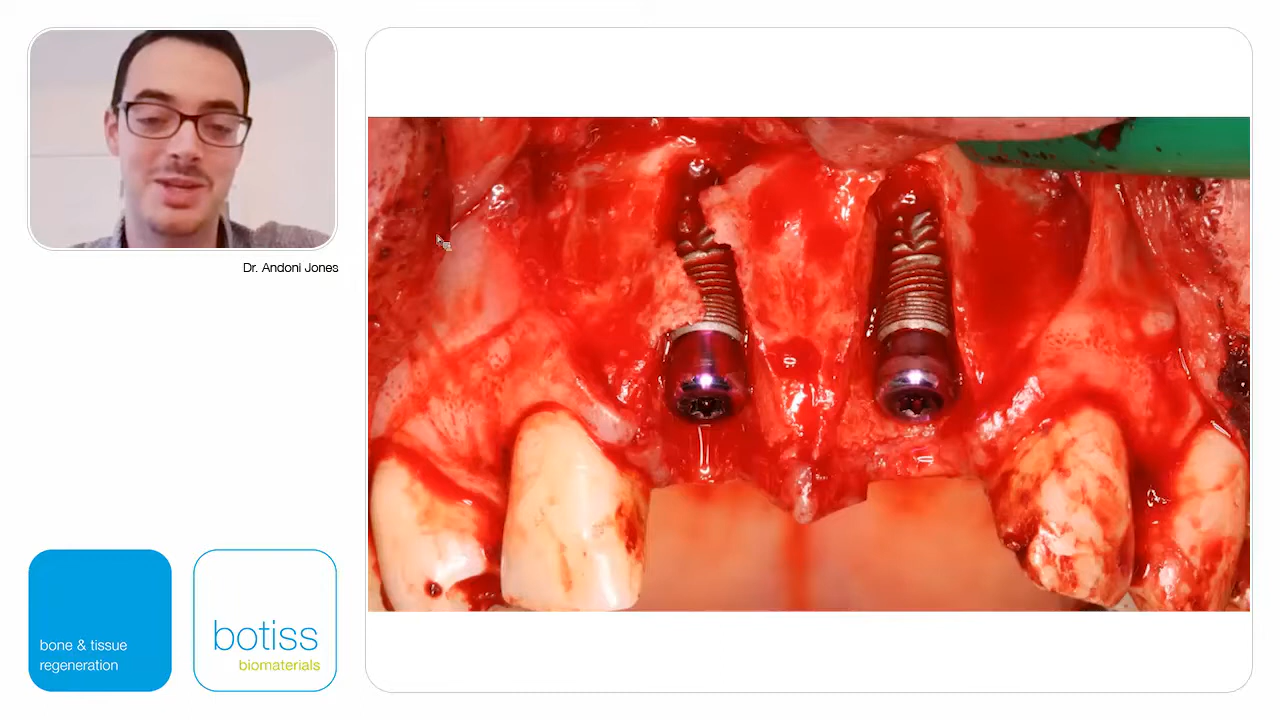 Dr. Andoni Jones
bone & tissue
regeneration
botiss
biomaterials